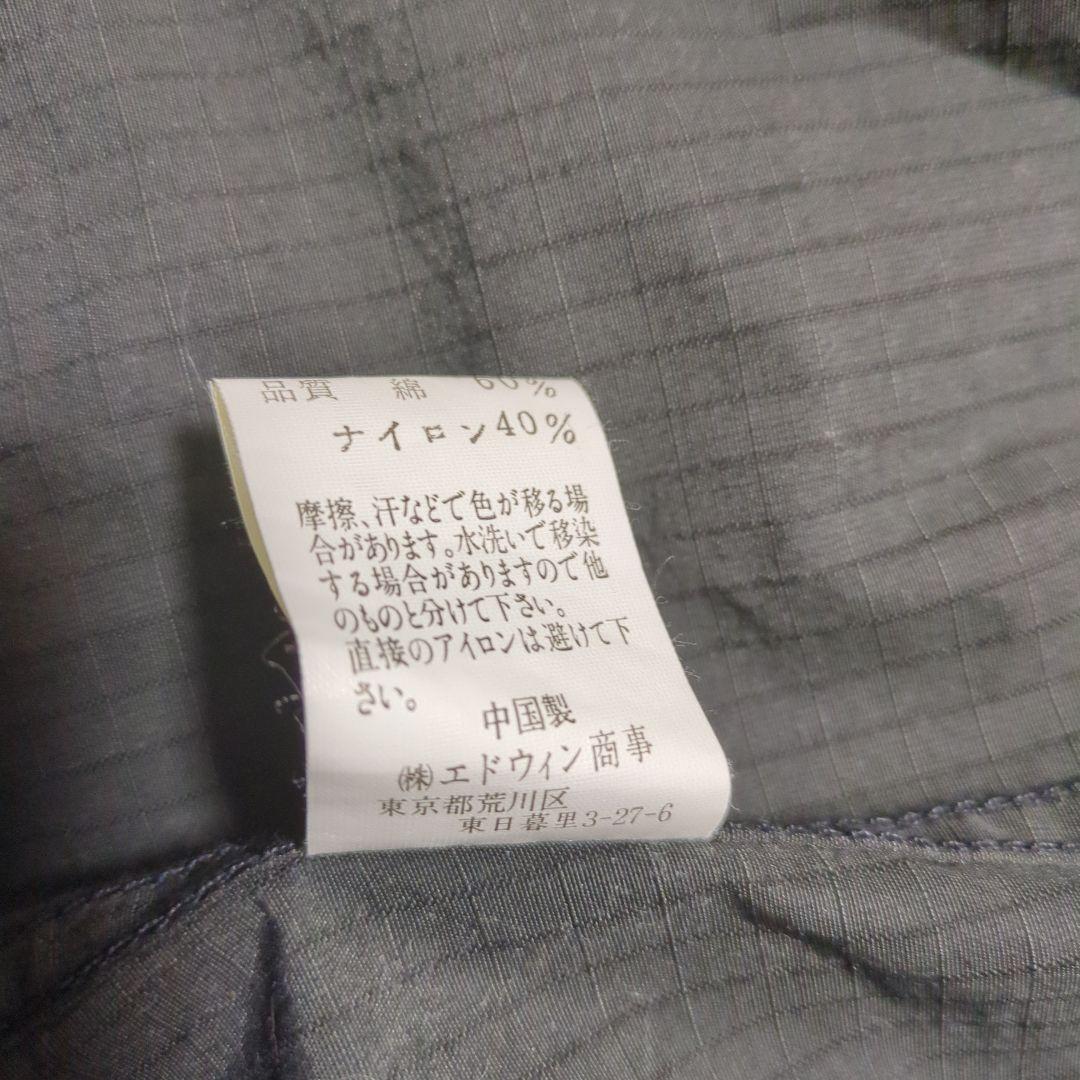 品質 綿 60%
ナイロン40%
摩擦、汗などで色が移る場
合があります。水洗いで移染
する場合がありますので他
のものと分けて下さい。
直接のアイロンは避けて下
さい。
中国製
㈱エドウィン商事
東京都荒川区
東日暮里3-27-6